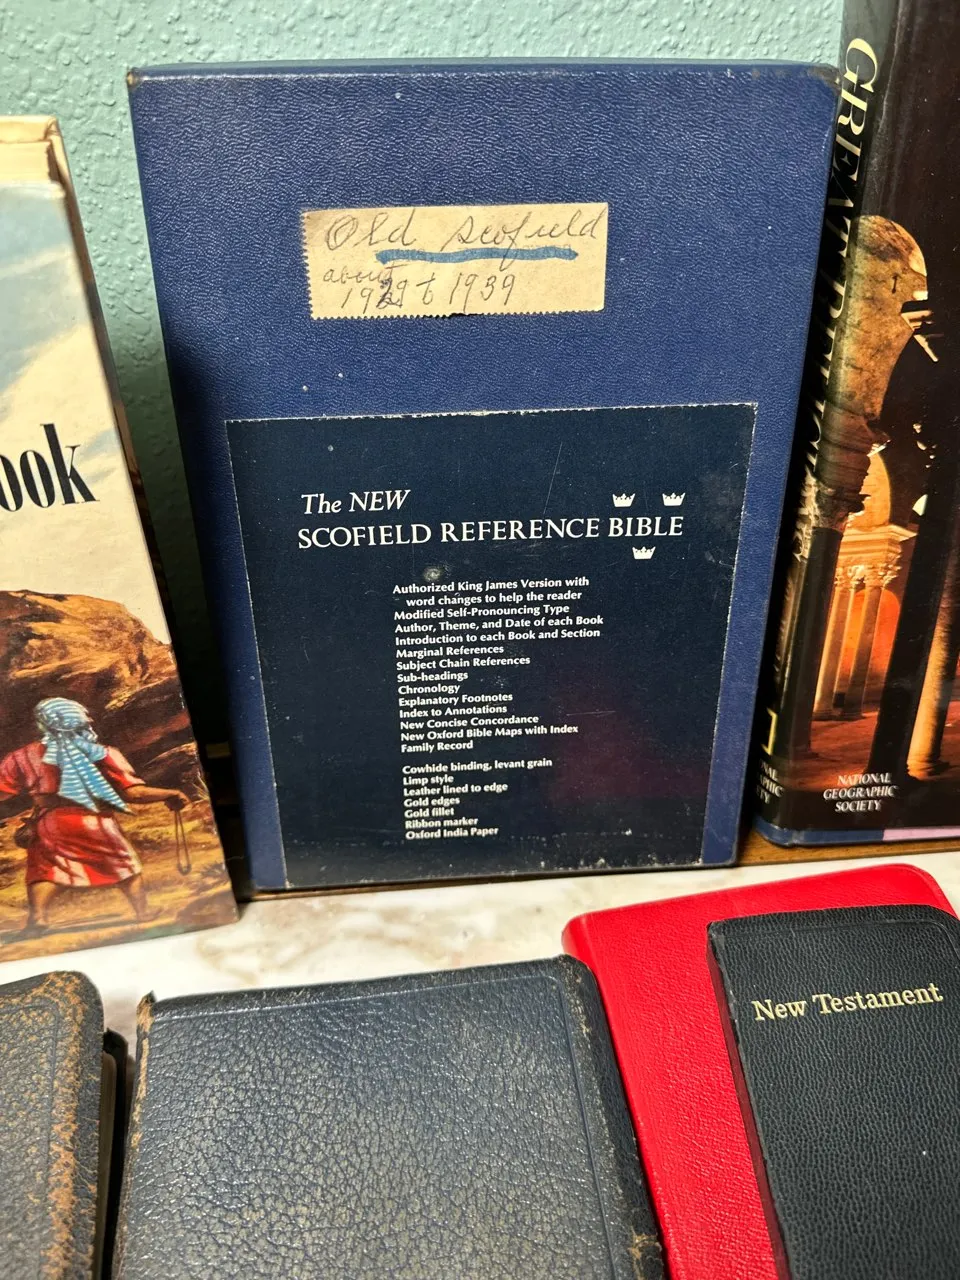 Old Scofield
about
1929 to 1939
The NEW
SCOFIELD REFERENCE BIBLE
Authorized King James Version with
word changes to help the reader
Modified Self-Pronouncing Type
Author, Theme, and Date of each Book
Introduction to each Book and Section
Marginal References
Subject Chain References
Sub-headings
Chronology
Explanatory Footnotes
Index to Annotations
New Concise Concordance
New Oxford Bible Maps with Index
Family Record
Cowhide binding, levant grain
Limp style
Leather lined to edge
Gold edges
Gold fillet
Ribbon marker
Oxford India Paper
ook
GREAT
NATIONAL
GEOGRAPHIC
SOCIETY
New Testament